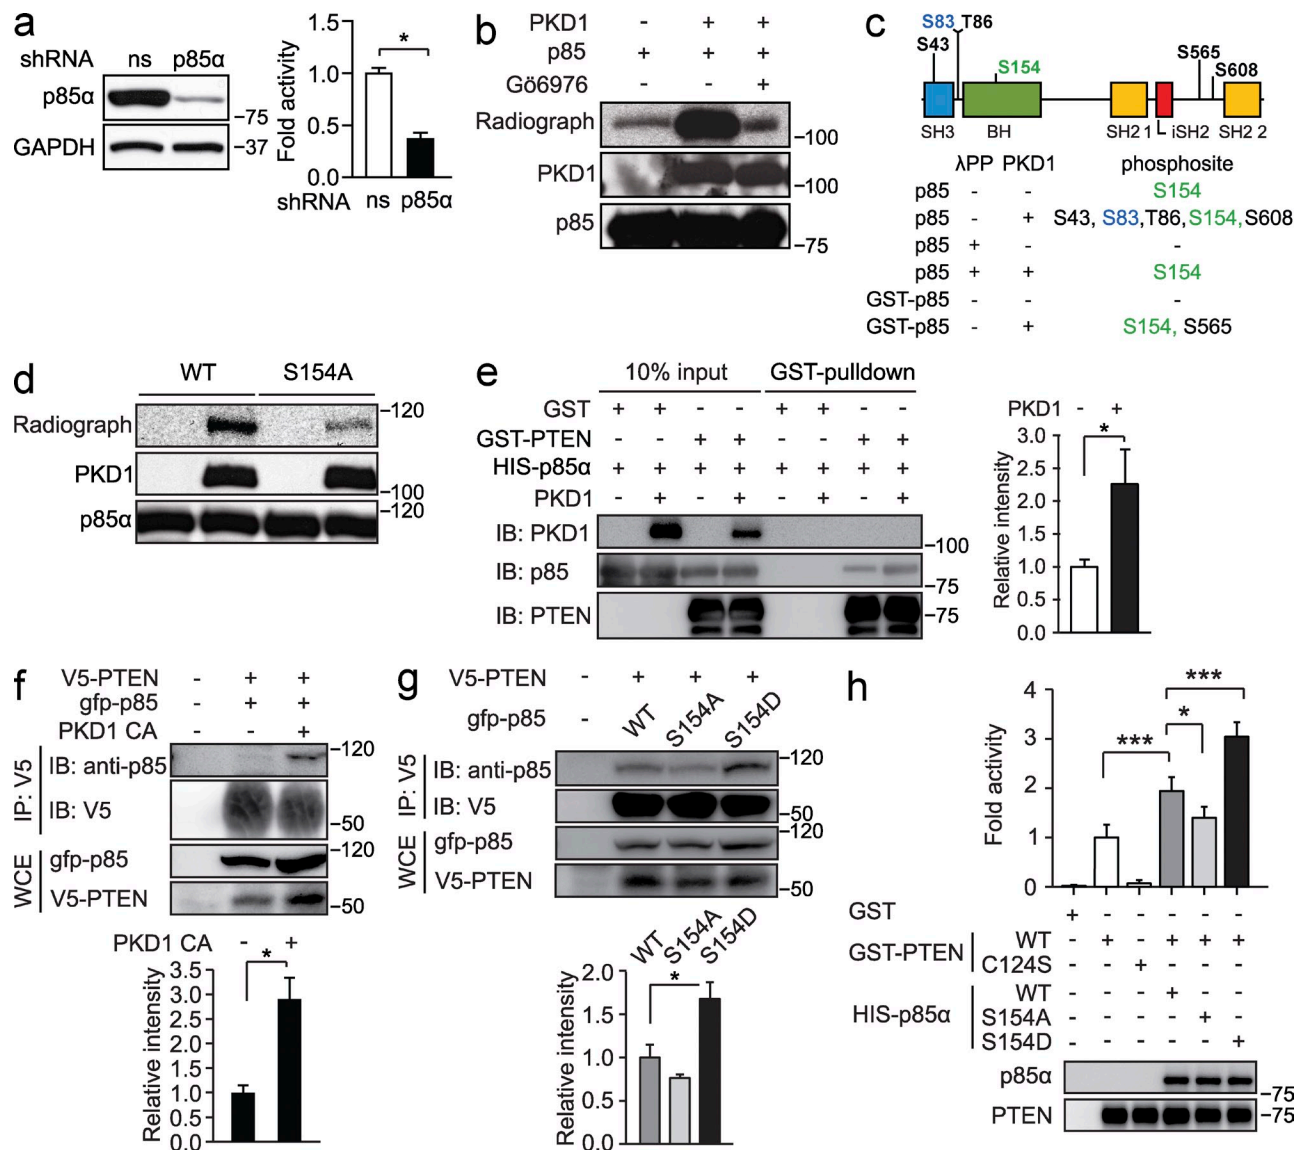 a
shRNA ns p85α
p85α
–75
GAPDH
–37
Fold activity
1.5
1.0
0.5
0.0
*
shRNA ns p85α
b
PKD1 - + +
p85 + + +
Gö6976 - - +
Radiograph
–100
PKD1
–100
p85
–75
c
S83 T86
S43
S154
S565
S608
SH3 BH SH2 1 iSH2 SH2 2
λPP PKD1 phosphosite
p85 - - S154
p85 - + S43, S83,T86,S154,S608
p85 + - -
p85 + + S154
GST-p85 - - -
GST-p85 - + S154, S565
d
WT S154A
Radiograph
–120
PKD1
–100
p85α
–120
e
10% input GST-pulldown
GST + + - - + + - -
GST-PTEN - - + + - - + +
HIS-p85α + + + + + + + +
PKD1 - + - + - + - +
IB: PKD1
–100
IB: p85
–75
IB: PTEN
–75
PKD1 - +
Relative intensity
3.0
2.5
2.0
1.5
1.0
0.5
0.0
*
f
V5-PTEN - + +
gfp-p85 - + +
PKD1 CA - - +
IP: V5
IB: anti-p85
–120
IB: V5
–50
WCE
gfp-p85
–120
V5-PTEN
–50
PKD1 CA - +
Relative intensity
3.5
3.0
2.5
2.0
1.5
1.0
0.5
0.0
*
g
V5-PTEN - + + +
gfp-p85 - WT S154A S154D
IP: V5
IB: anti-p85
–120
IB: V5
–50
WCE
gfp-p85
–120
V5-PTEN
–50
WT S154A S154D
Relative intensity
2.0
1.5
1.0
0.5
0.0
*
h
Fold activity
4
3
2
1
0
***
*
***
GST + - - - - -
GST-PTEN WT - + - + + +
C124S - - + - - -
HIS-p85α WT - - - + - -
S154A - - - - + -
S154D - - - - - +
p85α
–75
PTEN
–75